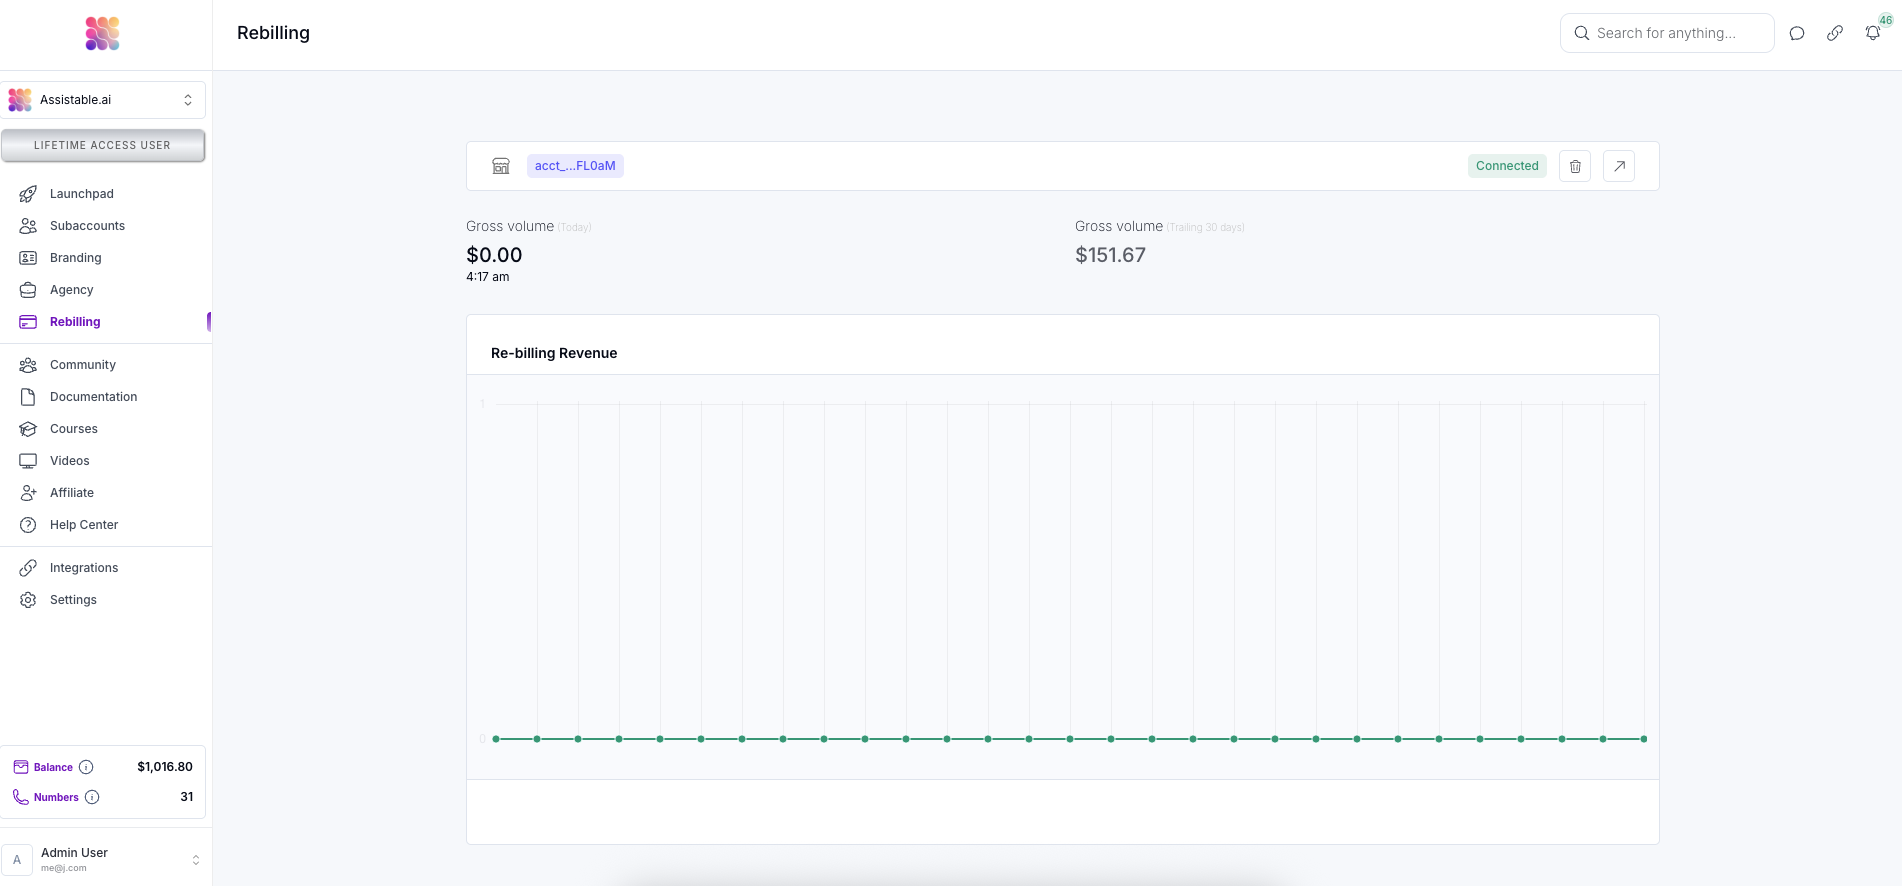 Rebilling
Search for anything...
46
Assistable.ai
LIFETIME ACCESS USER
Launchpad
Subaccounts
Branding
Agency
Rebilling
Community
Documentation
Courses
Videos
Affiliate
Help Center
Integrations
Settings
Balance $1,016.80
Numbers 31
A
Admin User
me@j.com
acct_...FL0aM
Connected
Gross volume (Today)
$0.00
4:17 am
Gross volume (Trailing 30 days)
$151.67
Re-billing Revenue
1
0